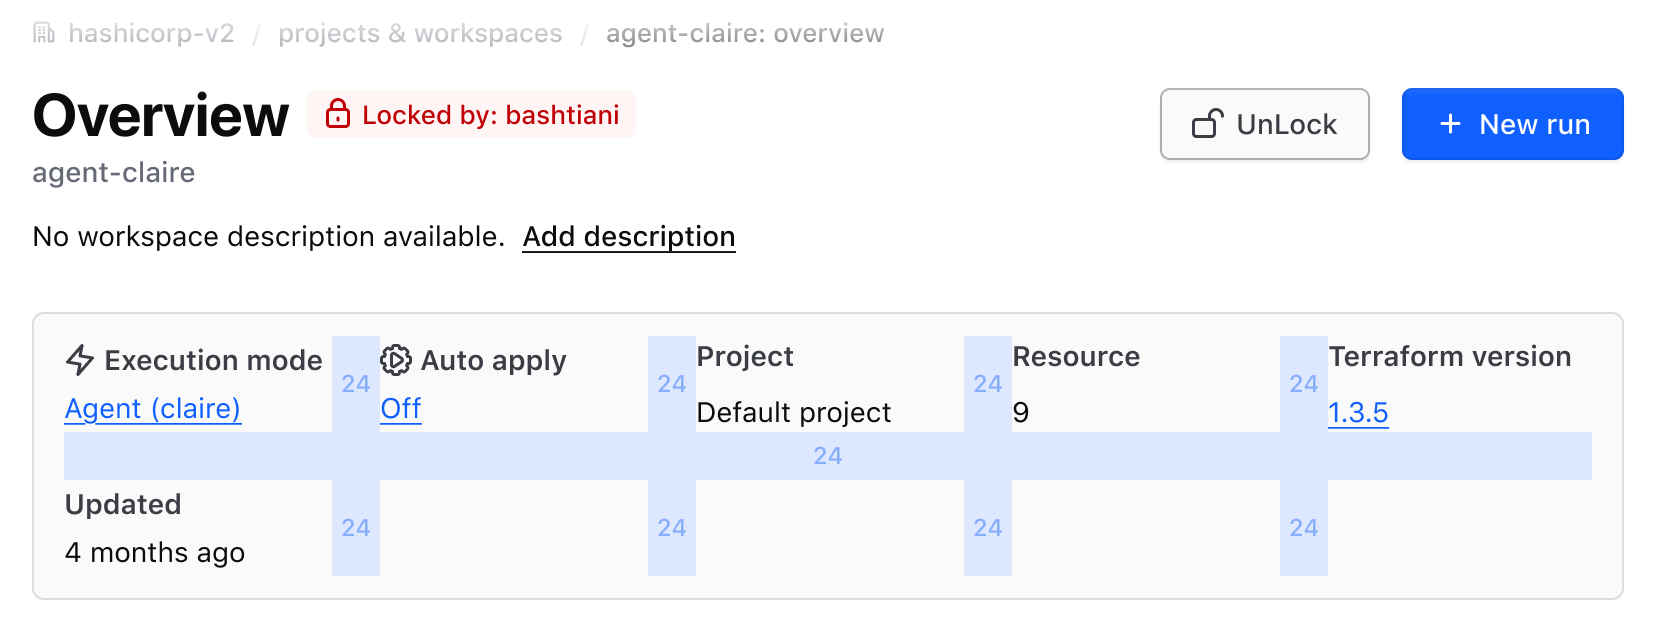 hashicorp-v2 / projects & workspaces / agent-claire: overview
Overview Locked by: bashtiani
UnLock
+ New run
agent-claire
No workspace description available. Add description
Execution mode Auto apply Project Resource Terraform version
24 24 24 24
Agent (claire) Off Default project 9 1.3.5
24
Updated
24 24 24 24
4 months ago